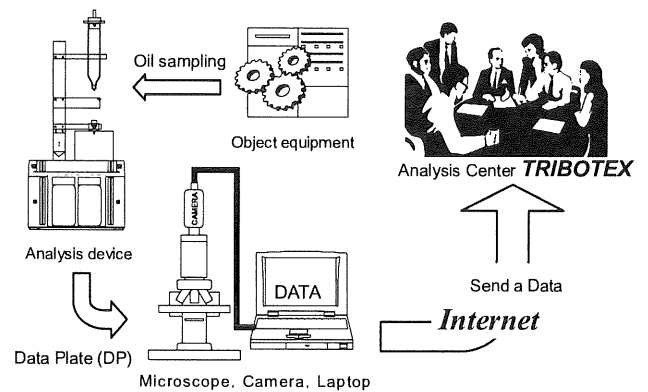 Oil sampling
Object equipment
Analysis Center TRIBOTEX
Analysis device
CAMERA
DATA
Send a Data
Internet
Data Plate (DP)
Microscope, Camera, Laptop